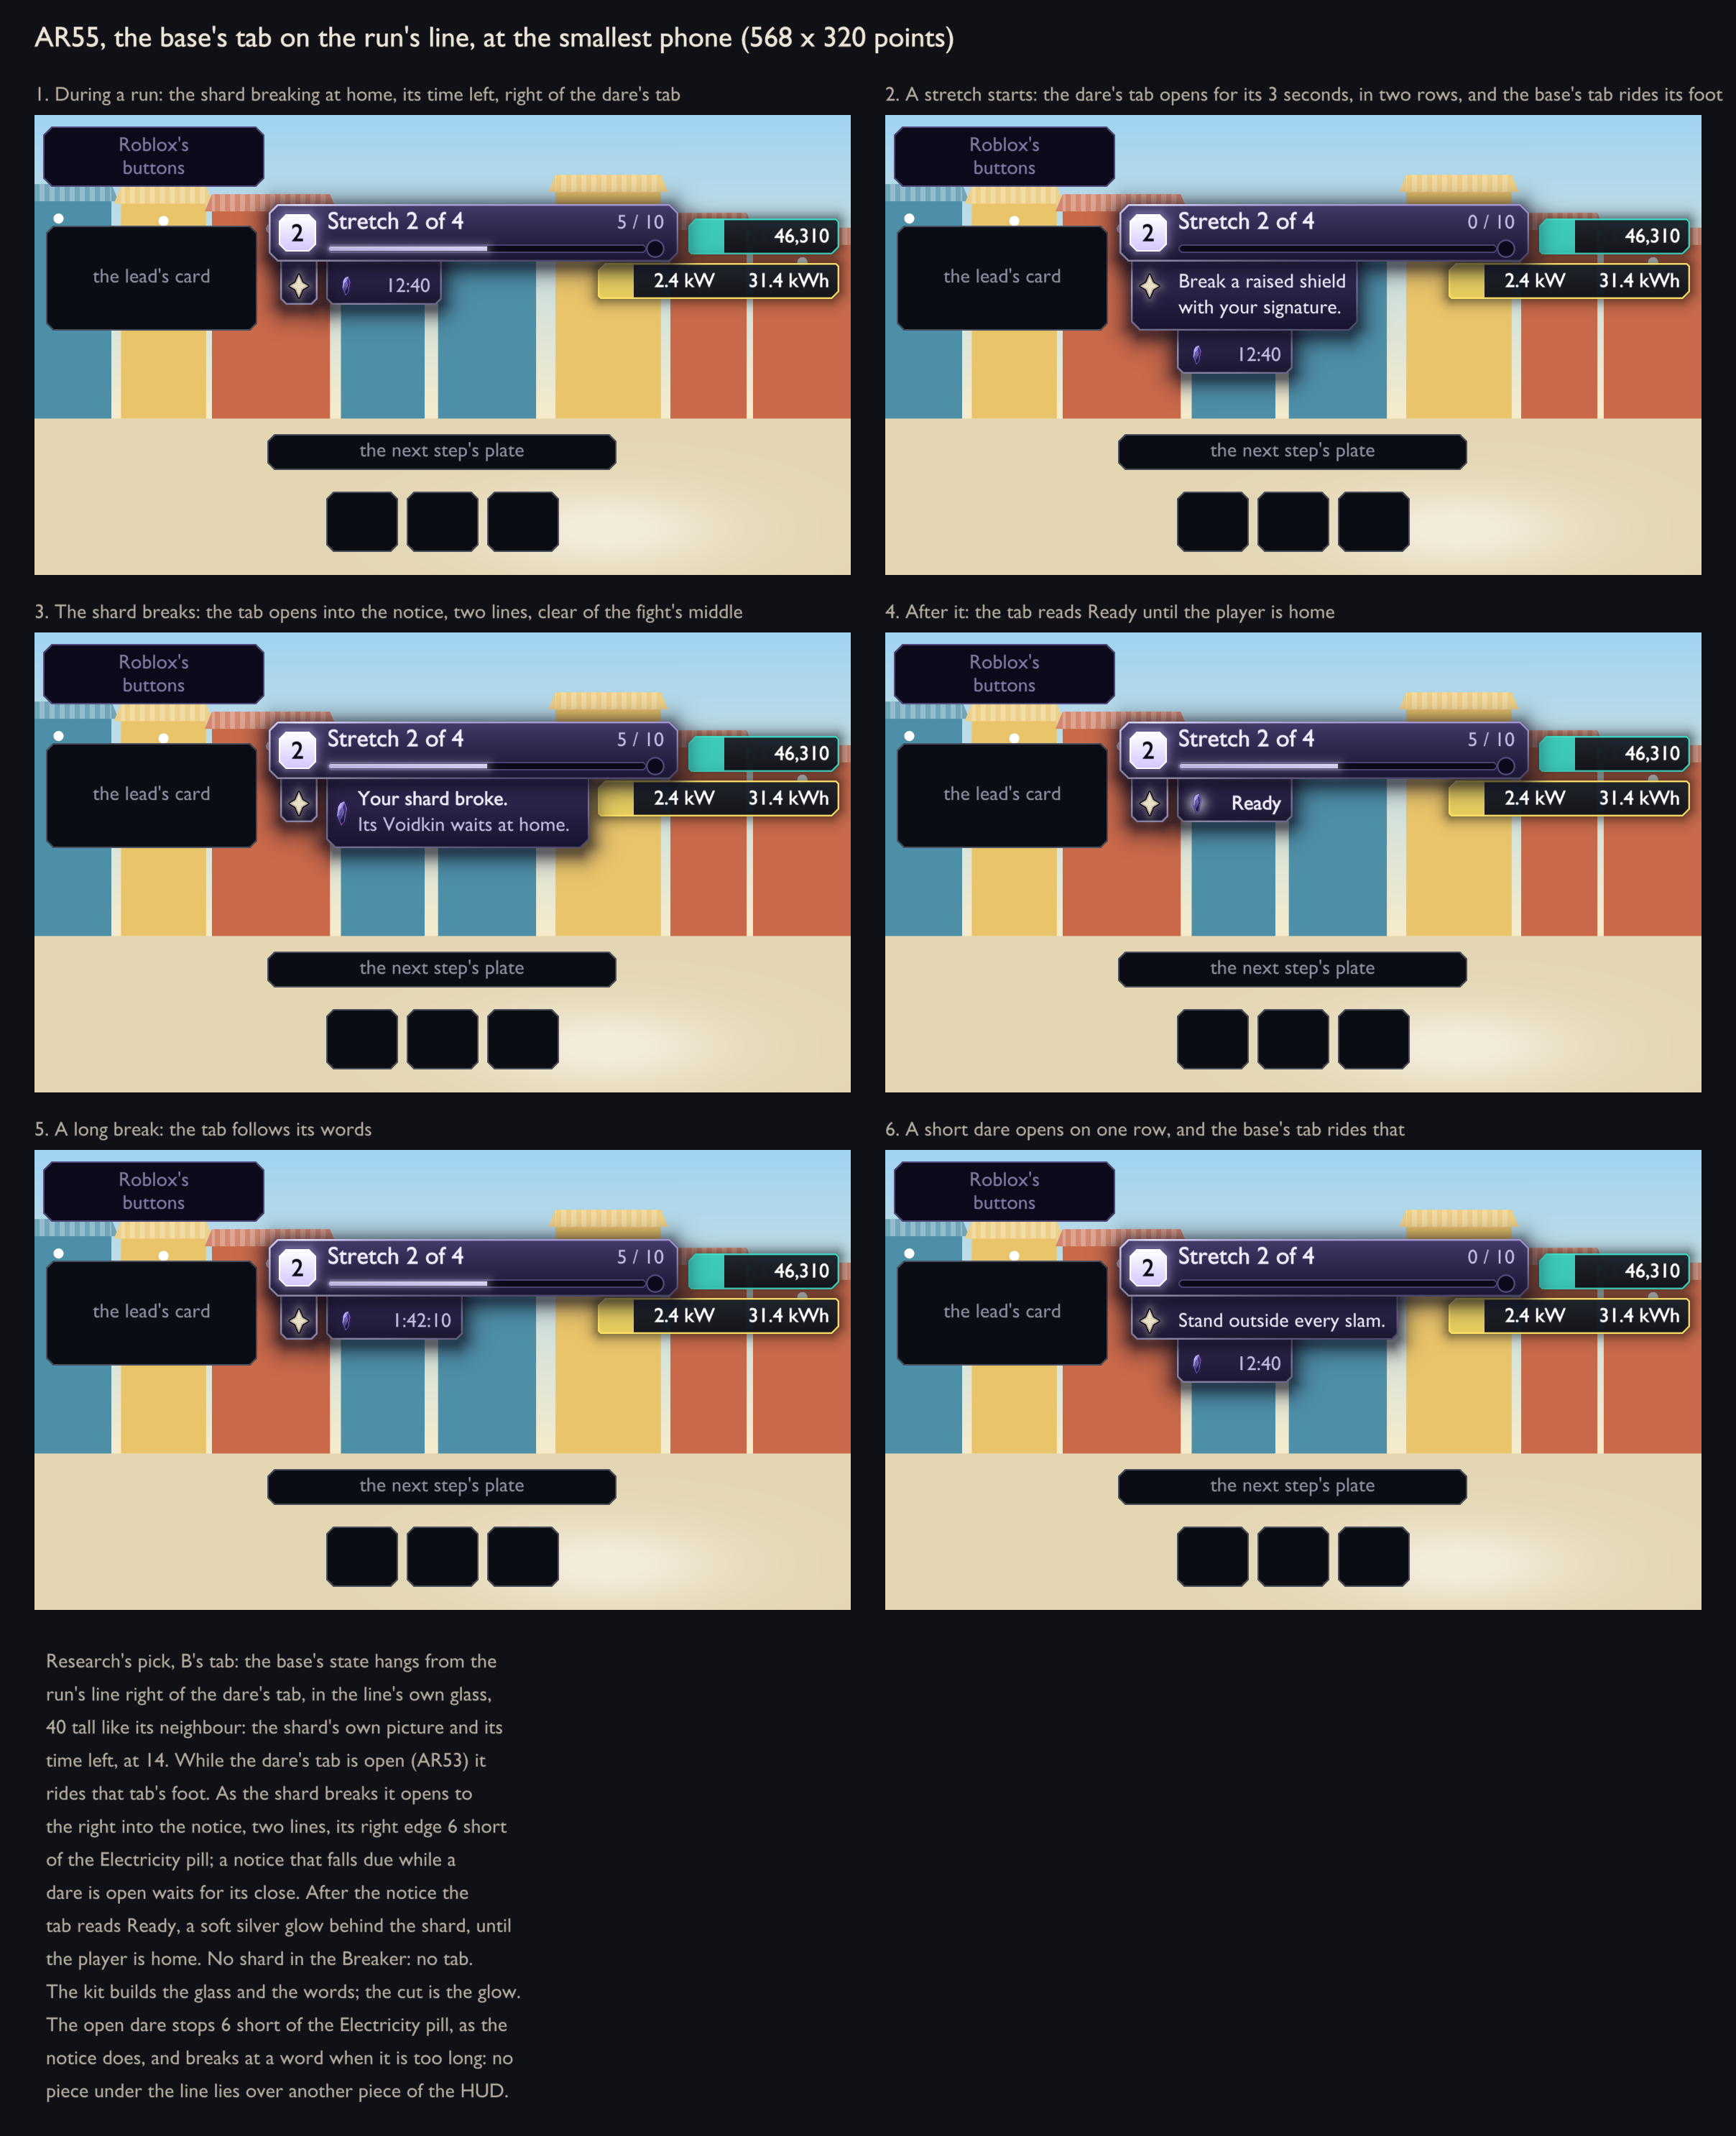 AR55, the base's tab on the run's line, at the smallest phone (568 x 320 points)
1. During a run: the shard breaking at home, its time left, right of the dare's tab
Roblox's
buttons
the lead's card
2
Stretch 2 of 4
5 / 10
46,310
2.4 kW
31.4 kWh
12:40
the next step's plate
2. A stretch starts: the dare's tab opens for its 3 seconds, in two rows, and the base's tab rides its foot
Roblox's
buttons
the lead's card
2
Stretch 2 of 4
0 / 10
46,310
2.4 kW
31.4 kWh
Break a raised shield
with your signature.
12:40
the next step's plate
3. The shard breaks: the tab opens into the notice, two lines, clear of the fight's middle
Roblox's
buttons
the lead's card
2
Stretch 2 of 4
5 / 10
46,310
2.4 kW
31.4 kWh
Your shard broke.
Its Voidkin waits at home.
the next step's plate
4. After it: the tab reads Ready until the player is home
Roblox's
buttons
the lead's card
2
Stretch 2 of 4
5 / 10
46,310
2.4 kW
31.4 kWh
Ready
the next step's plate
5. A long break: the tab follows its words
Roblox's
buttons
the lead's card
2
Stretch 2 of 4
5 / 10
46,310
2.4 kW
31.4 kWh
1:42:10
the next step's plate
6. A short dare opens on one row, and the base's tab rides that
Roblox's
buttons
the lead's card
2
Stretch 2 of 4
0 / 10
46,310
2.4 kW
31.4 kWh
Stand outside every slam.
12:40
the next step's plate
Research's pick, B's tab: the base's state hangs from the
run's line right of the dare's tab, in the line's own glass,
40 tall like its neighbour: the shard's own picture and its
time left, at 14. While the dare's tab is open (AR53) it
rides that tab's foot. As the shard breaks it opens to
the right into the notice, two lines, its right edge 6 short
of the Electricity pill; a notice that falls due while a
dare is open waits for its close. After the notice the
tab reads Ready, a soft silver glow behind the shard, until
the player is home. No shard in the Breaker: no tab.
The kit builds the glass and the words; the cut is the glow.
The open dare stops 6 short of the Electricity pill, as the
notice does, and breaks at a word when it is too long: no
piece under the line lies over another piece of the HUD.